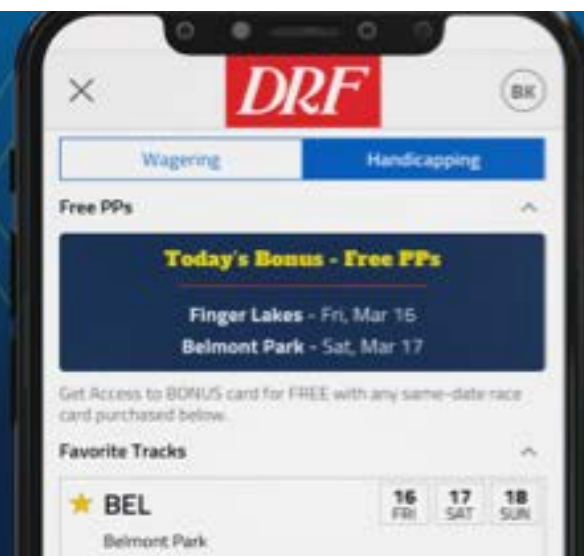 DRF
BK
Wagering
Handicapping
Free PPs
Today's Bonus - Free PPs
Finger Lakes - Fri, Mar 16
Belmont Park - Sat, Mar 17
Get Access to BONUS card for FREE with any same-date race
card purchased below.
Favorite Tracks
BEL
16 17 18
FRI SAT SUN
Belmont Park